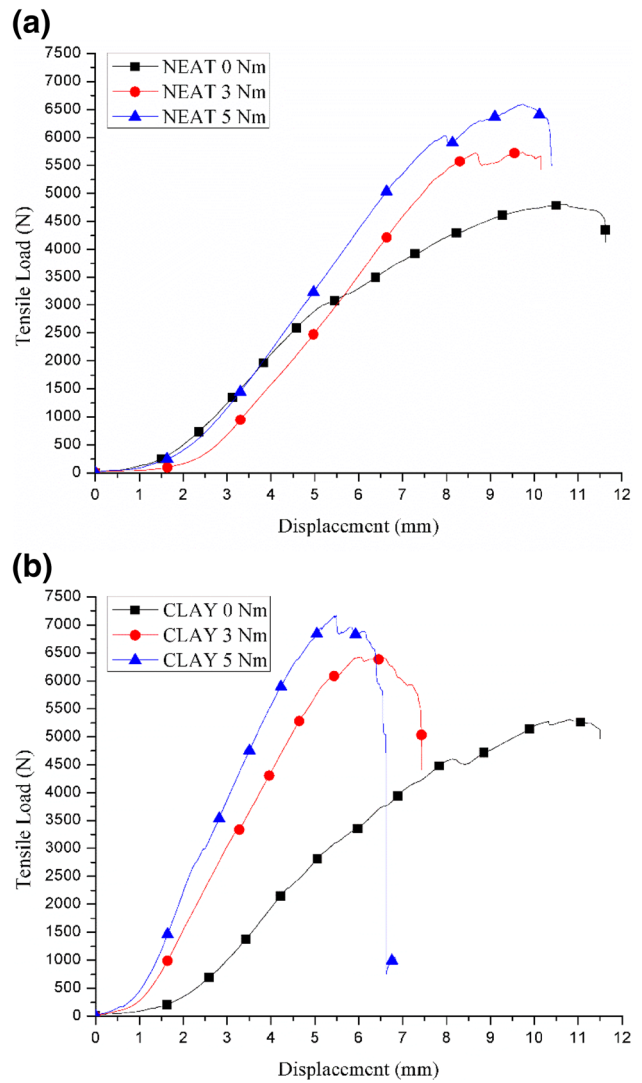 (a)
NEAT 0 Nm
NEAT 3 Nm
NEAT 5 Nm
7500
7000
6500
6000
5500
5000
4500
4000
3500
3000
2500
2000
1500
1000
500
0
Tensile Load (N)
0 1 2 3 4 5 6 7 8 9 10 11 12
Displacement (mm)
(b)
CLAY 0 Nm
CLAY 3 Nm
CLAY 5 Nm
7500
7000
6500
6000
5500
5000
4500
4000
3500
3000
2500
2000
1500
1000
500
0
Tensile Load (N)
0 1 2 3 4 5 6 7 8 9 10 11 12
Displacement (mm)